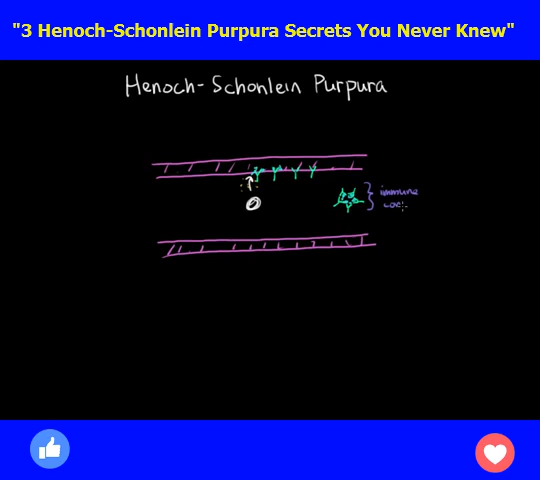 "3 Henoch-Schonlein Purpura Secrets You Never Knew"
Henoch-Schonlein Purpura
immune